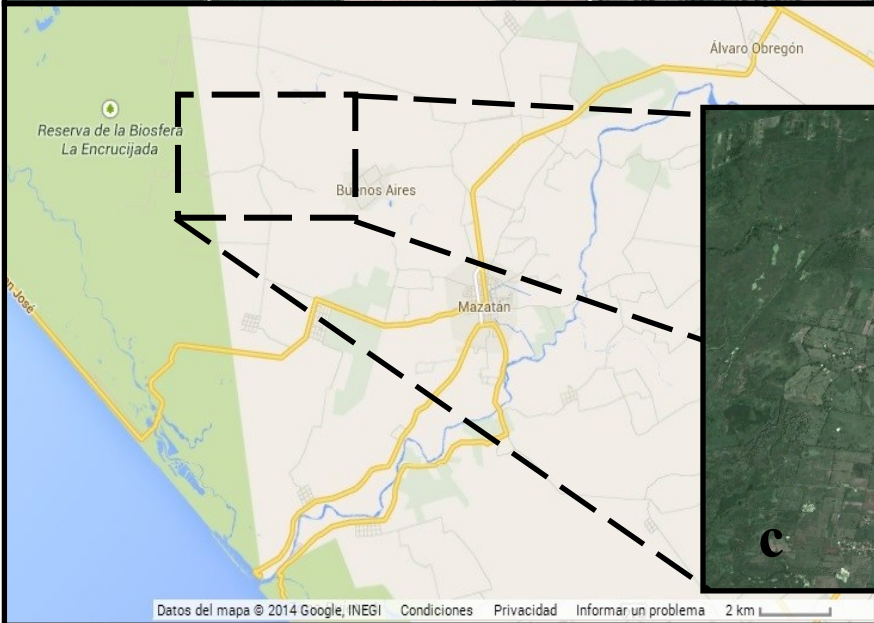 Álvaro Obregón
Reserva de la Biosfera
La Encrucijada
Buenos Aires
n José
Mazatán
c
Datos del mapa © 2014 Google, INEGI Condiciones Privacidad Informar un problema 2 km